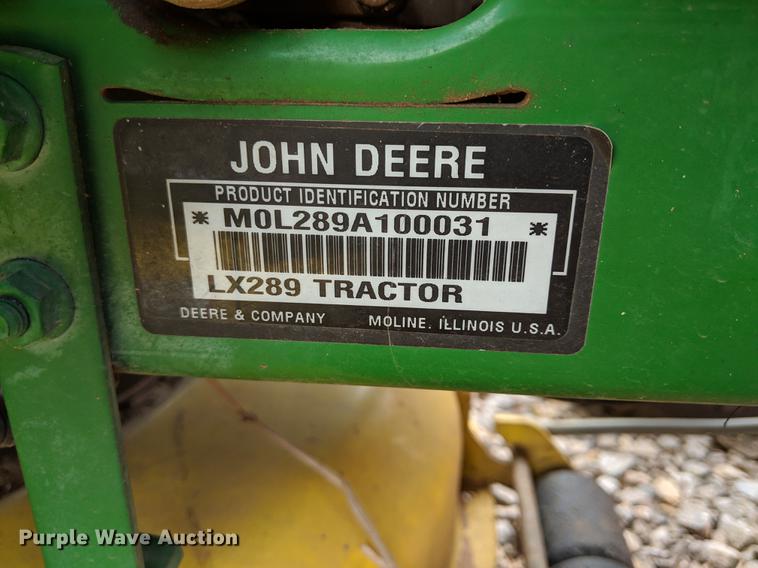 JOHN DEERE
PRODUCT IDENTIFICATION NUMBER
* M0L289A100031 *
LX289 TRACTOR
DEERE & COMPANY MOLINE. ILLINOIS U.S.A.
Purple Wave Auction